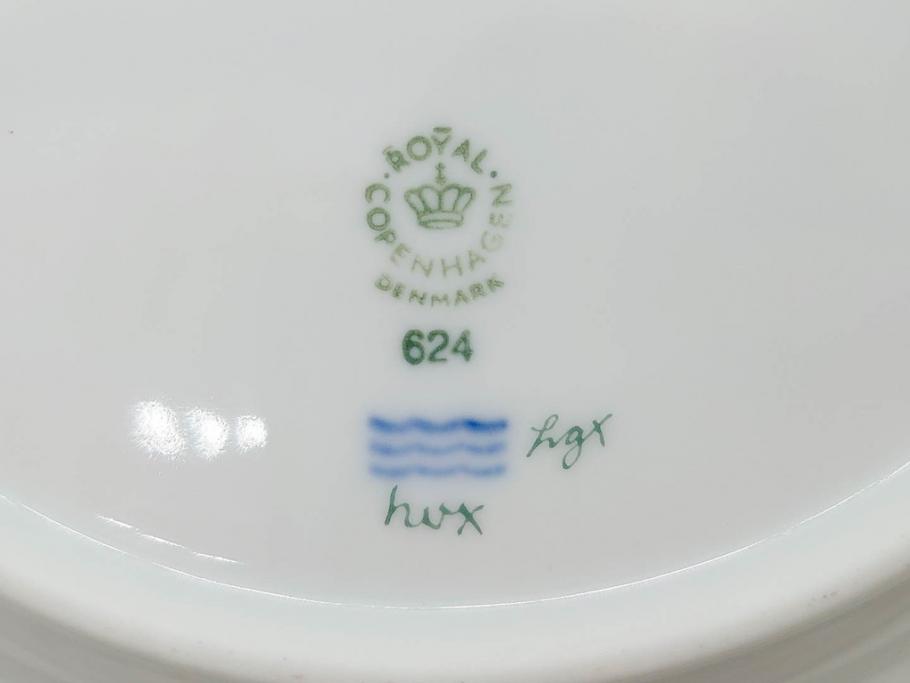 ROYAL
COPENHAGEN
DENMARK
624
hgx
hvx